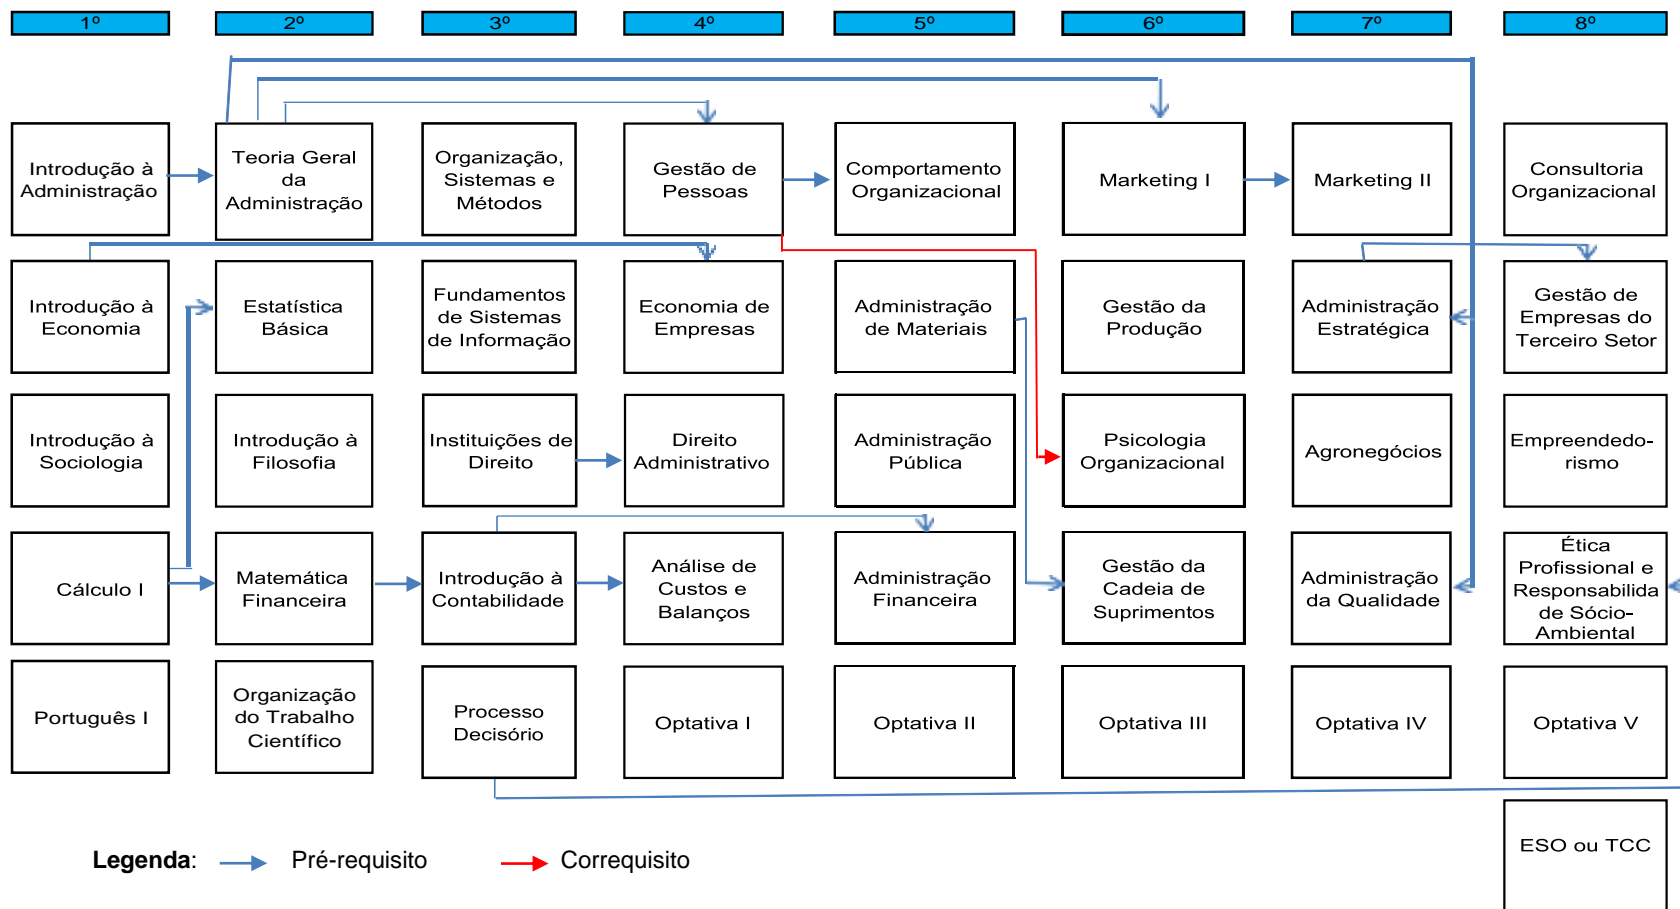 1º
2º
3º
4º
5º
6º
7º
8º
Introdução à
Administração
Teoria Geral
da
Administração
Organização,
Sistemas e
Métodos
Gestão de
Pessoas
Comportamento
Organizacional
Marketing I
Marketing II
Consultoria
Organizacional
Introdução à
Economia
Estatística
Básica
Fundamentos
de Sistemas
de Informação
Economia de
Empresas
Administração
de Materiais
Gestão da
Produção
Administração
Estratégica
Gestão de
Empresas do
Terceiro Setor
Introdução à
Sociologia
Introdução à
Filosofia
Instituições de
Direito
Direito
Administrativo
Administração
Pública
Psicologia
Organizacional
Agronegócios
Empreendedo-
rismo
Cálculo I
Matemática
Financeira
Introdução à
Contabilidade
Análise de
Custos e
Balanços
Administração
Financeira
Gestão da
Cadeia de
Suprimentos
Administração
da Qualidade
Ética
Profissional e
Responsabilida
de Sócio-
Ambiental
Português I
Organização
do Trabalho
Científico
Processo
Decisório
Optativa I
Optativa II
Optativa III
Optativa IV
Optativa V
ESO ou TCC
Legenda: Pré-requisito Correquisito